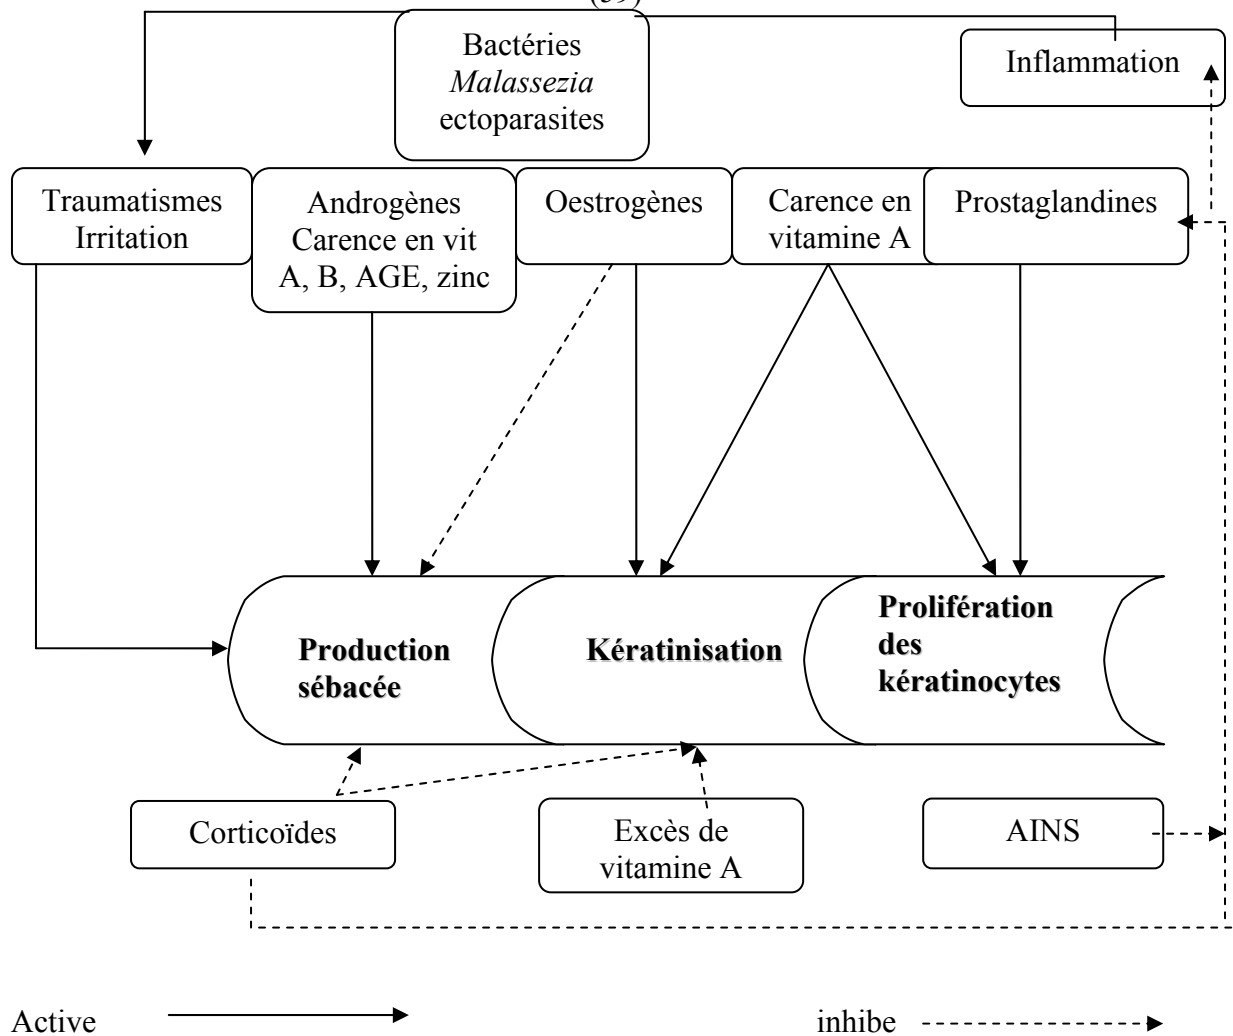 Bactéries
Malassezia
ectoparasites
Inflammation
Traumatismes
Irritation
Androgènes
Carence en vit
A, B, AGE, zinc
Oestrogènes
Carence en
vitamine A
Prostaglandines
Production
sébacée
Kératinisation
Prolifération
des
kératinocytes
Corticoïdes
Excès de
vitamine A
AINS
Active
inhibe